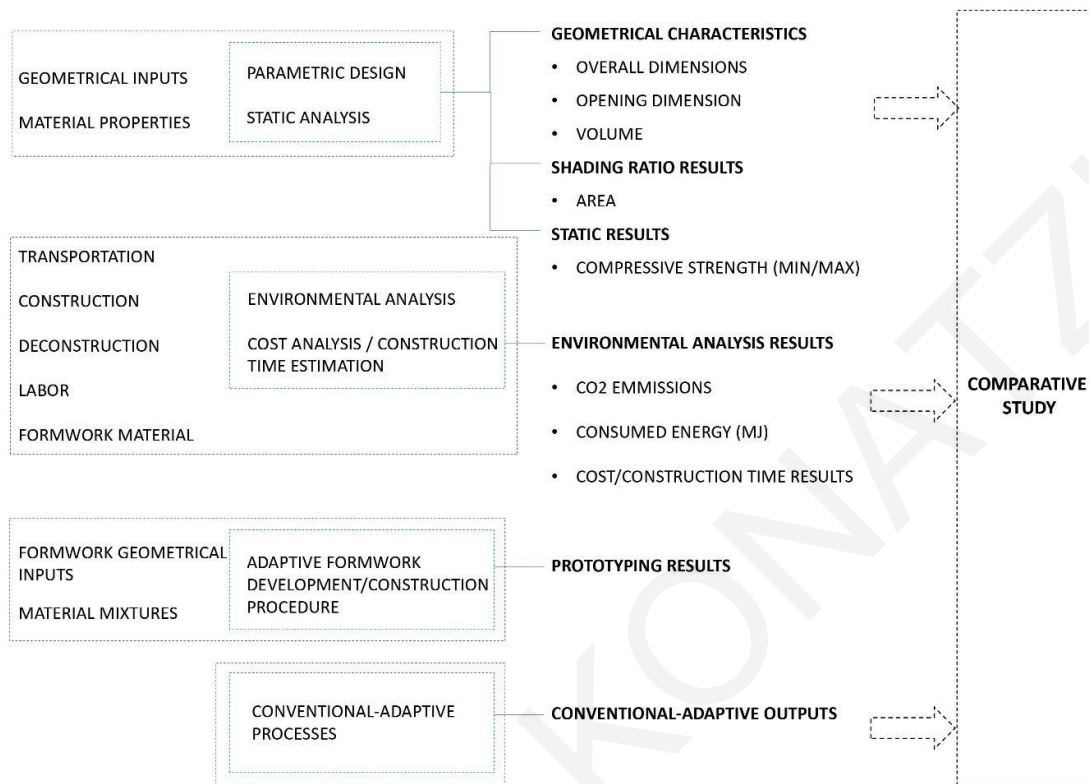 GEOMETRICAL INPUTS
MATERIAL PROPERTIES
PARAMETRIC DESIGN
STATIC ANALYSIS
GEOMETRICAL CHARACTERISTICS
• OVERALL DIMENSIONS
• OPENING DIMENSION
• VOLUME
SHADING RATIO RESULTS
• AREA
STATIC RESULTS
• COMPRESSIVE STRENGTH (MIN/MAX)
TRANSPORTATION
CONSTRUCTION
DECONSTRUCTION
LABOR
FORMWORK MATERIAL
ENVIRONMENTAL ANALYSIS
COST ANALYSIS / CONSTRUCTION
TIME ESTIMATION
ENVIRONMENTAL ANALYSIS RESULTS
• CO2 EMMISSIONS
• CONSUMED ENERGY (MJ)
• COST/CONSTRUCTION TIME RESULTS
FORMWORK GEOMETRICAL
INPUTS
MATERIAL MIXTURES
ADAPTIVE FORMWORK
DEVELOPMENT/CONSTRUCTION
PROCEDURE
PROTOTYPING RESULTS
CONVENTIONAL-ADAPTIVE
PROCESSES
CONVENTIONAL-ADAPTIVE OUTPUTS
COMPARATIVE
STUDY
KONATZ